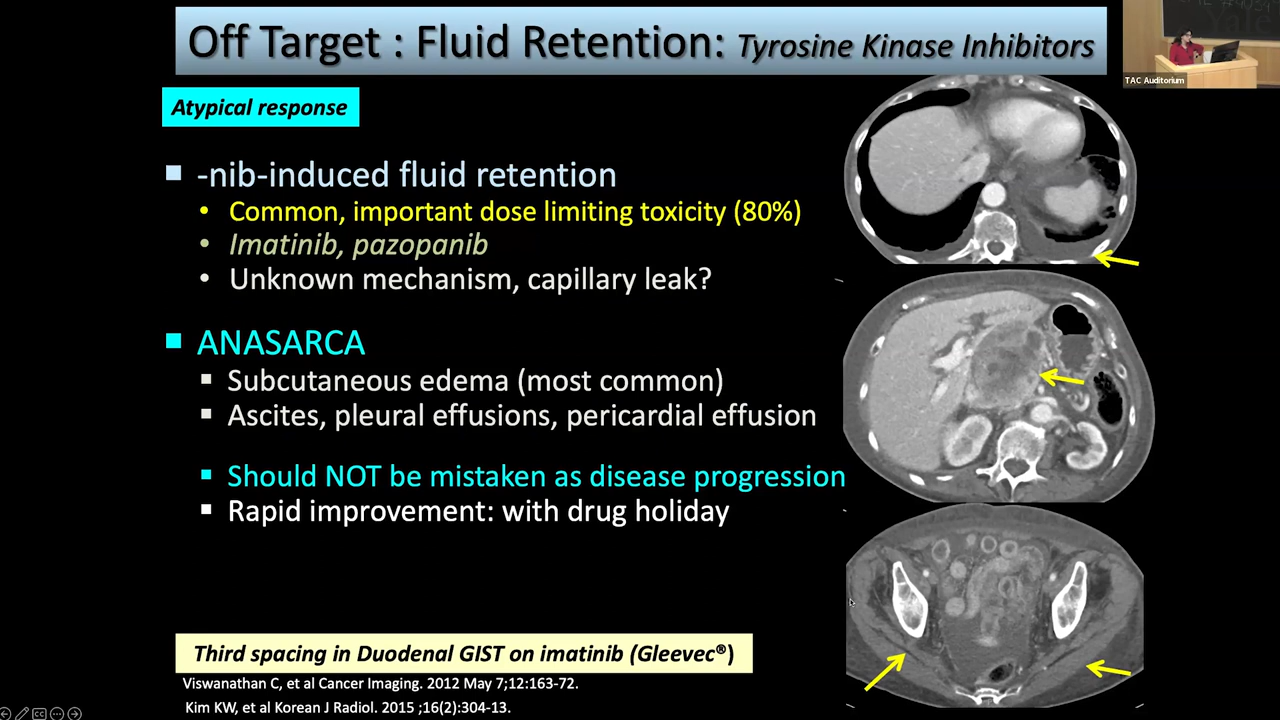 Off Target : Fluid Retention: Tyrosine Kinase Inhibitors
TAC Auditorium
Atypical response
-nib-induced fluid retention
Common, important dose limiting toxicity (80%)
Imatinib, pazopanib
Unknown mechanism, capillary leak?
ANASARCA
Subcutaneous edema (most common)
Ascites, pleural effusions, pericardial effusion
Should NOT be mistaken as disease progression
Rapid improvement: with drug holiday
Third spacing in Duodenal GIST on imatinib (Gleevec®)
Viswanathan C, et al Cancer Imaging. 2012 May 7;12:163-72.
Kim KW, et al Korean J Radiol. 2015 ;16(2):304-13.